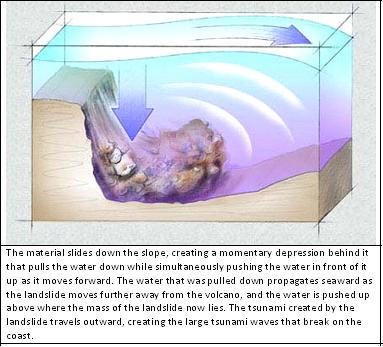 The material slides down the slope, creating a momentary depression behind it
that pulls the water down while simultaneously pushing the water in front of it
up as it moves forward. The water that was pulled down propagates seaward as
the landslide moves further away from the volcano, and the water is pushed up
above where the mass of the landslide now lies. The tsunami created by the
landslide travels outward, creating the large tsunami waves that break on the
coast.